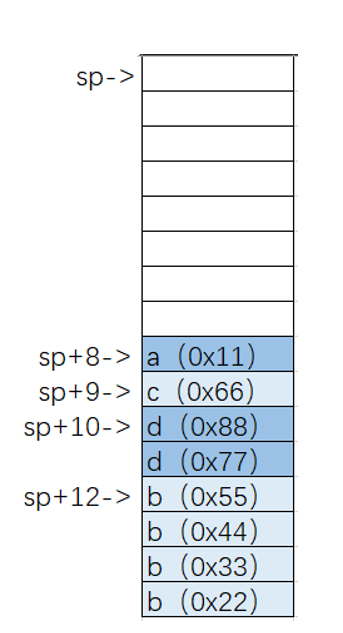 sp->
sp+8-> a（0x11）
sp+9-> c（0x66）
sp+10-> d（0x88）
d（0x77）
sp+12-> b（0x55）
b（0x44）
b（0x33）
b（0x22）